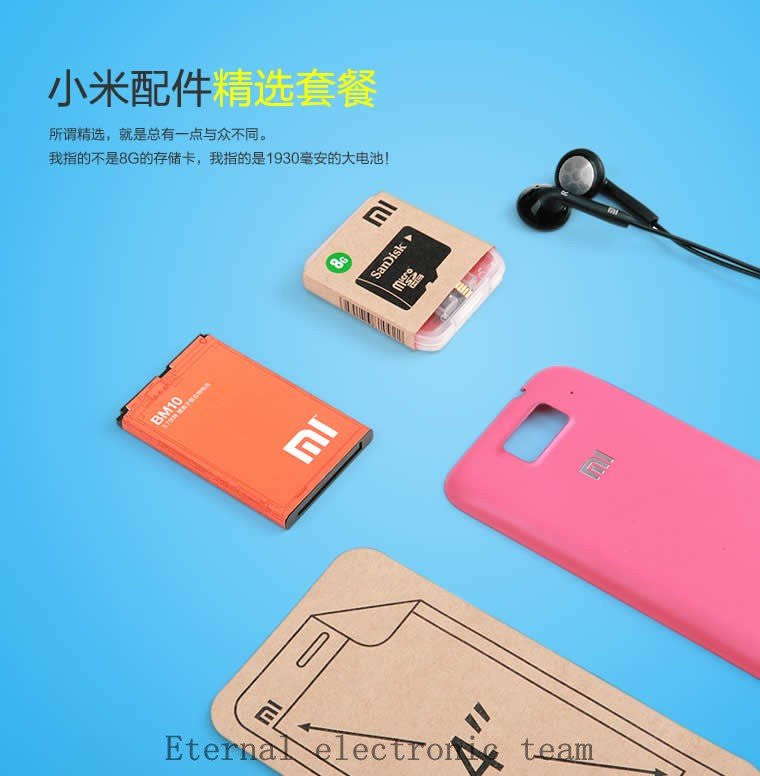 小米配件精选套餐
所谓精选，就是总有一点与众不同。
我指的不是8G的存储卡，我指的是1930毫安的大电池！
MI
8G
SanDisk
Micro
SD
R
MI
BM10
MI
MI
MI
4"
Eternal electronic team